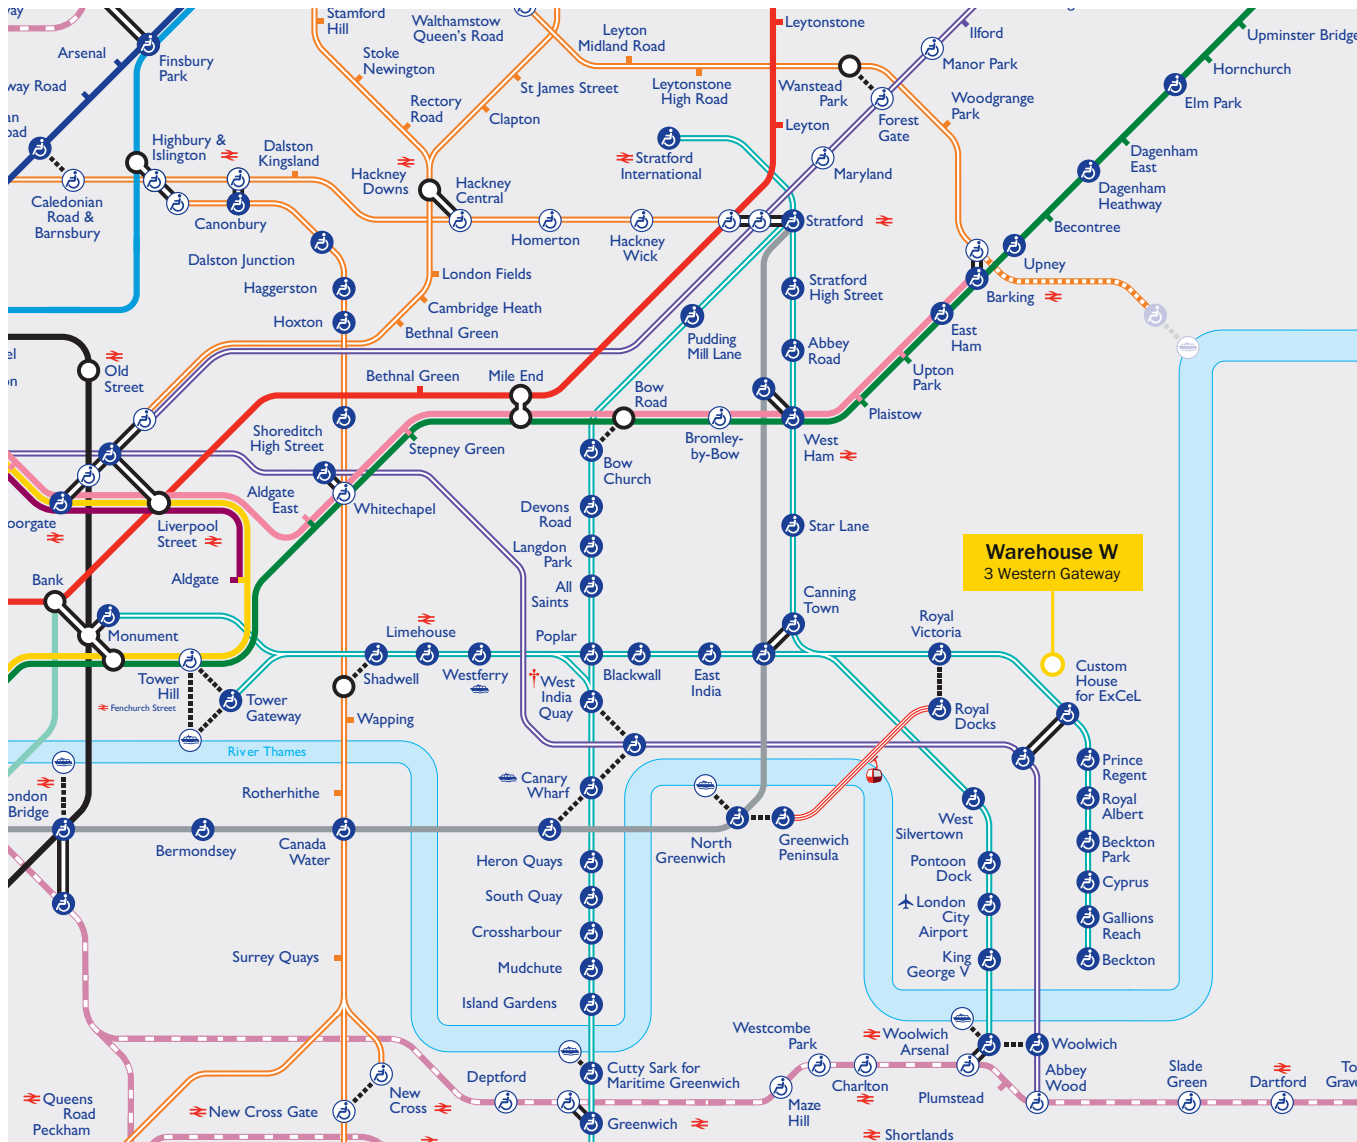 Stamford
Hill
Walthamstow
Queen's Road
Leytonstone
Ilford
Upminster Bridge
Arsenal
Finsbury
Park
Stoke
Newington
Leyton
Midland Road
Manor Park
Hornchurch
way Road
St James Street
Leytonstone
High Road
Wanstead
Park
Woodgrange
Park
Elm Park
Rectory
Road
Clapton
Forest
Gate
Leyton
Highbury &
Islington
Dalston
Kingsland
Hackney
Downs
Hackney
Central
Stratford
International
Maryland
Dagenham
East
Dagenham
Heathway
Caledonian
Road &
Barnsbury
Canonbury
Homerton
Hackney
Wick
Stratford
Becontree
Dalston Junction
Upney
Haggerston
London Fields
Stratford
High Street
Barking
Hoxton
Cambridge Heath
Bethnal Green
Pudding
Mill Lane
Abbey
Road
East
Ham
Old
Street
Bethnal Green
Mile End
Bow
Road
Upton
Park
Plaistow
Shoreditch
High Street
Stepney Green
Bromley-
by-Bow
West
Ham
Bow
Church
Aldgate
East
Whitechapel
oorgate
Liverpool
Street
Devons
Road
Star Lane
Langdon
Park
Warehouse W
3 Western Gateway
Aldgate
All
Saints
Bank
Canning
Town
Monument
Limehouse
Poplar
Royal
Victoria
Tower
Hill
Fenchurch Street
Tower
Gateway
Shadwell
Westferry
West
India
Quay
Blackwall
East
India
Custom
House
for ExCeL
Wapping
Royal
Docks
River Thames
Prince
Regent
Canary
Wharf
Rotherhithe
Royal
Albert
ondon
Bridge
Bermondsey
Canada
Water
North
Greenwich
Greenwich
Peninsula
West
Silvertown
Beckton
Park
Heron Quays
Pontoon
Dock
Cyprus
South Quay
London
City
Airport
Gallions
Reach
Crossharbour
Surrey Quays
Mudchute
King
George V
Beckton
Island Gardens
Westcombe
Park
Woolwich
Arsenal
Woolwich
Cutty Sark for
Maritime Greenwich
Deptford
Charlton
Abbey
Wood
Slade
Green
Dartford
Queens
Road
Peckham
New Cross Gate
New
Cross
Maze
Hill
Plumstead
Greenwich
Shortlands